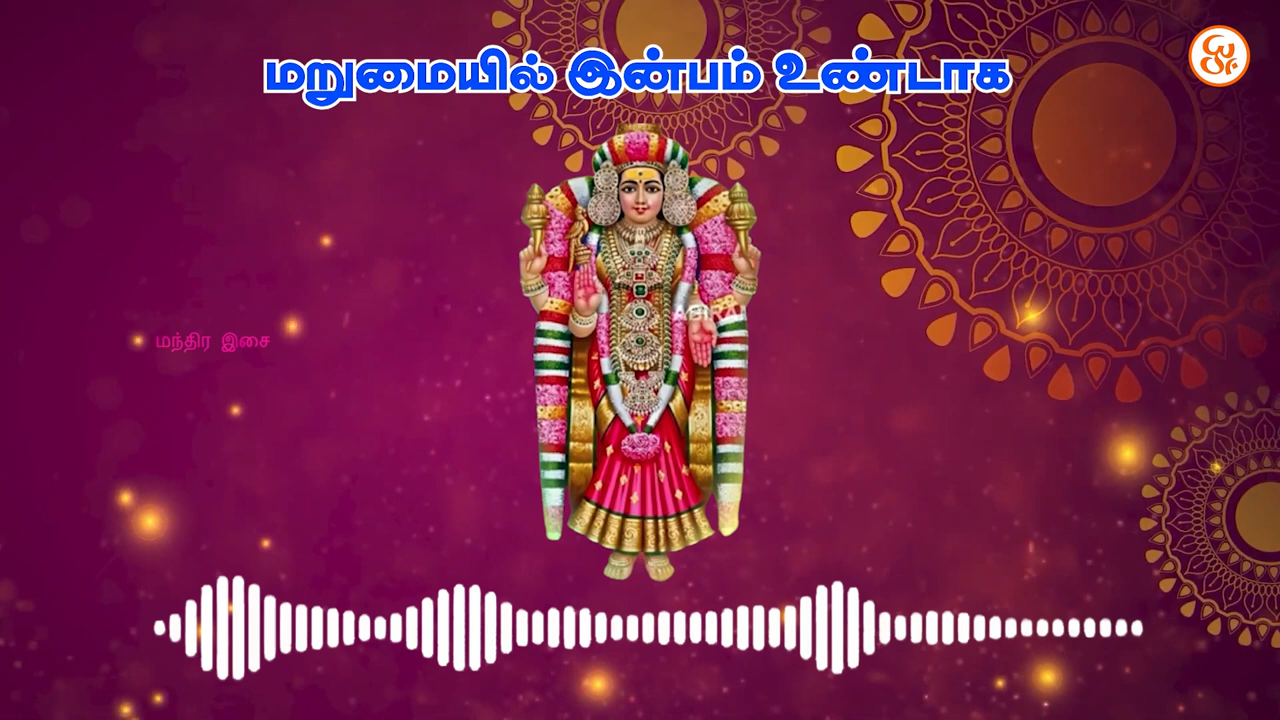 மறுமையில் இன்பம் உண்டாக
மந்திர இசை